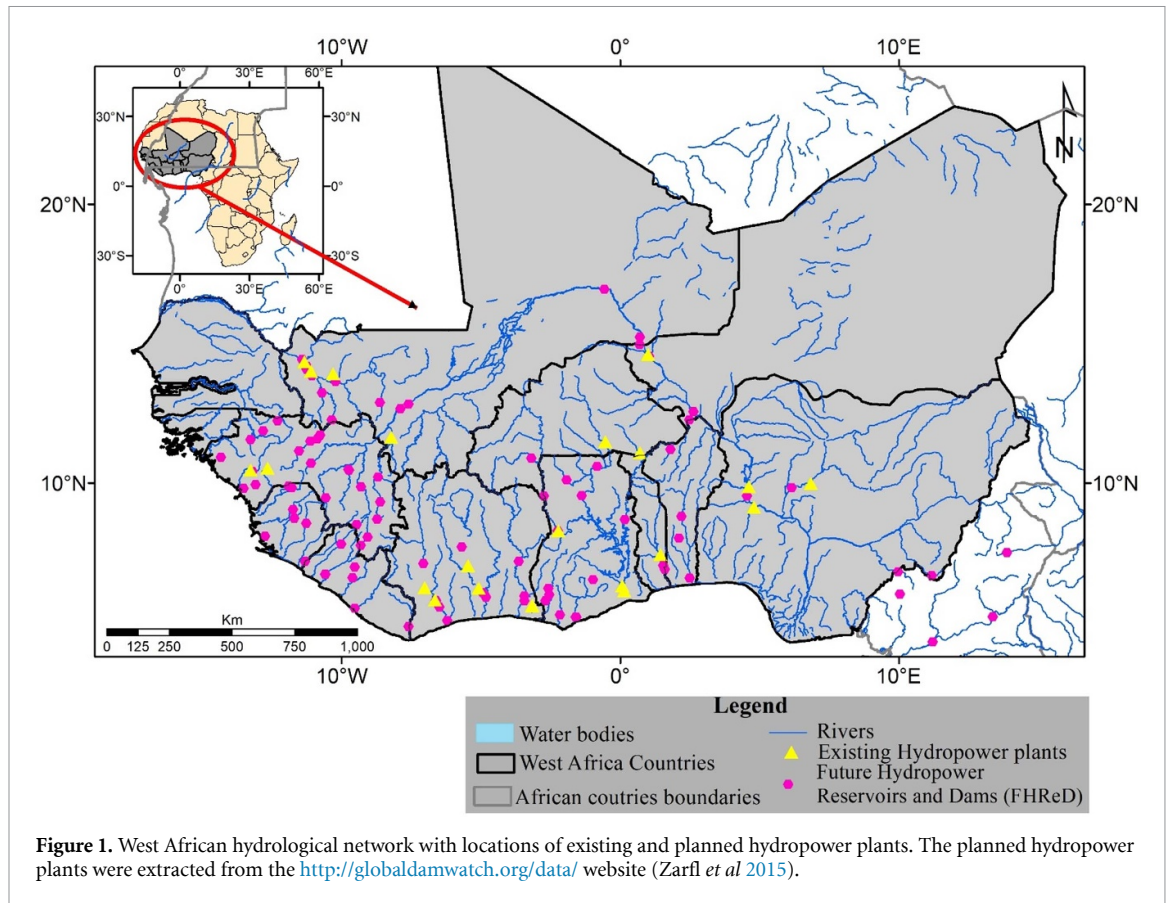 10°W 0° 10°E
0° 30°E 60°E
30°N 30°N
0° 0°
30°S 30°S
0° 30°E 60°E
N
20°N 20°N
10°N 10°N
Km
0 125 250 500 750 1,000
10°W 0° 10°E
Legend
Water bodies
West Africa Countries
African coutries boundaries
Rivers
Existing Hydropower plants
Future Hydropower
Reservoirs and Dams (FHReD)
Figure 1. West African hydrological network with locations of existing and planned hydropower plants. The planned hydropower
plants were extracted from the http://globaldamwatch.org/data/ website (Zarfl et al 2015).